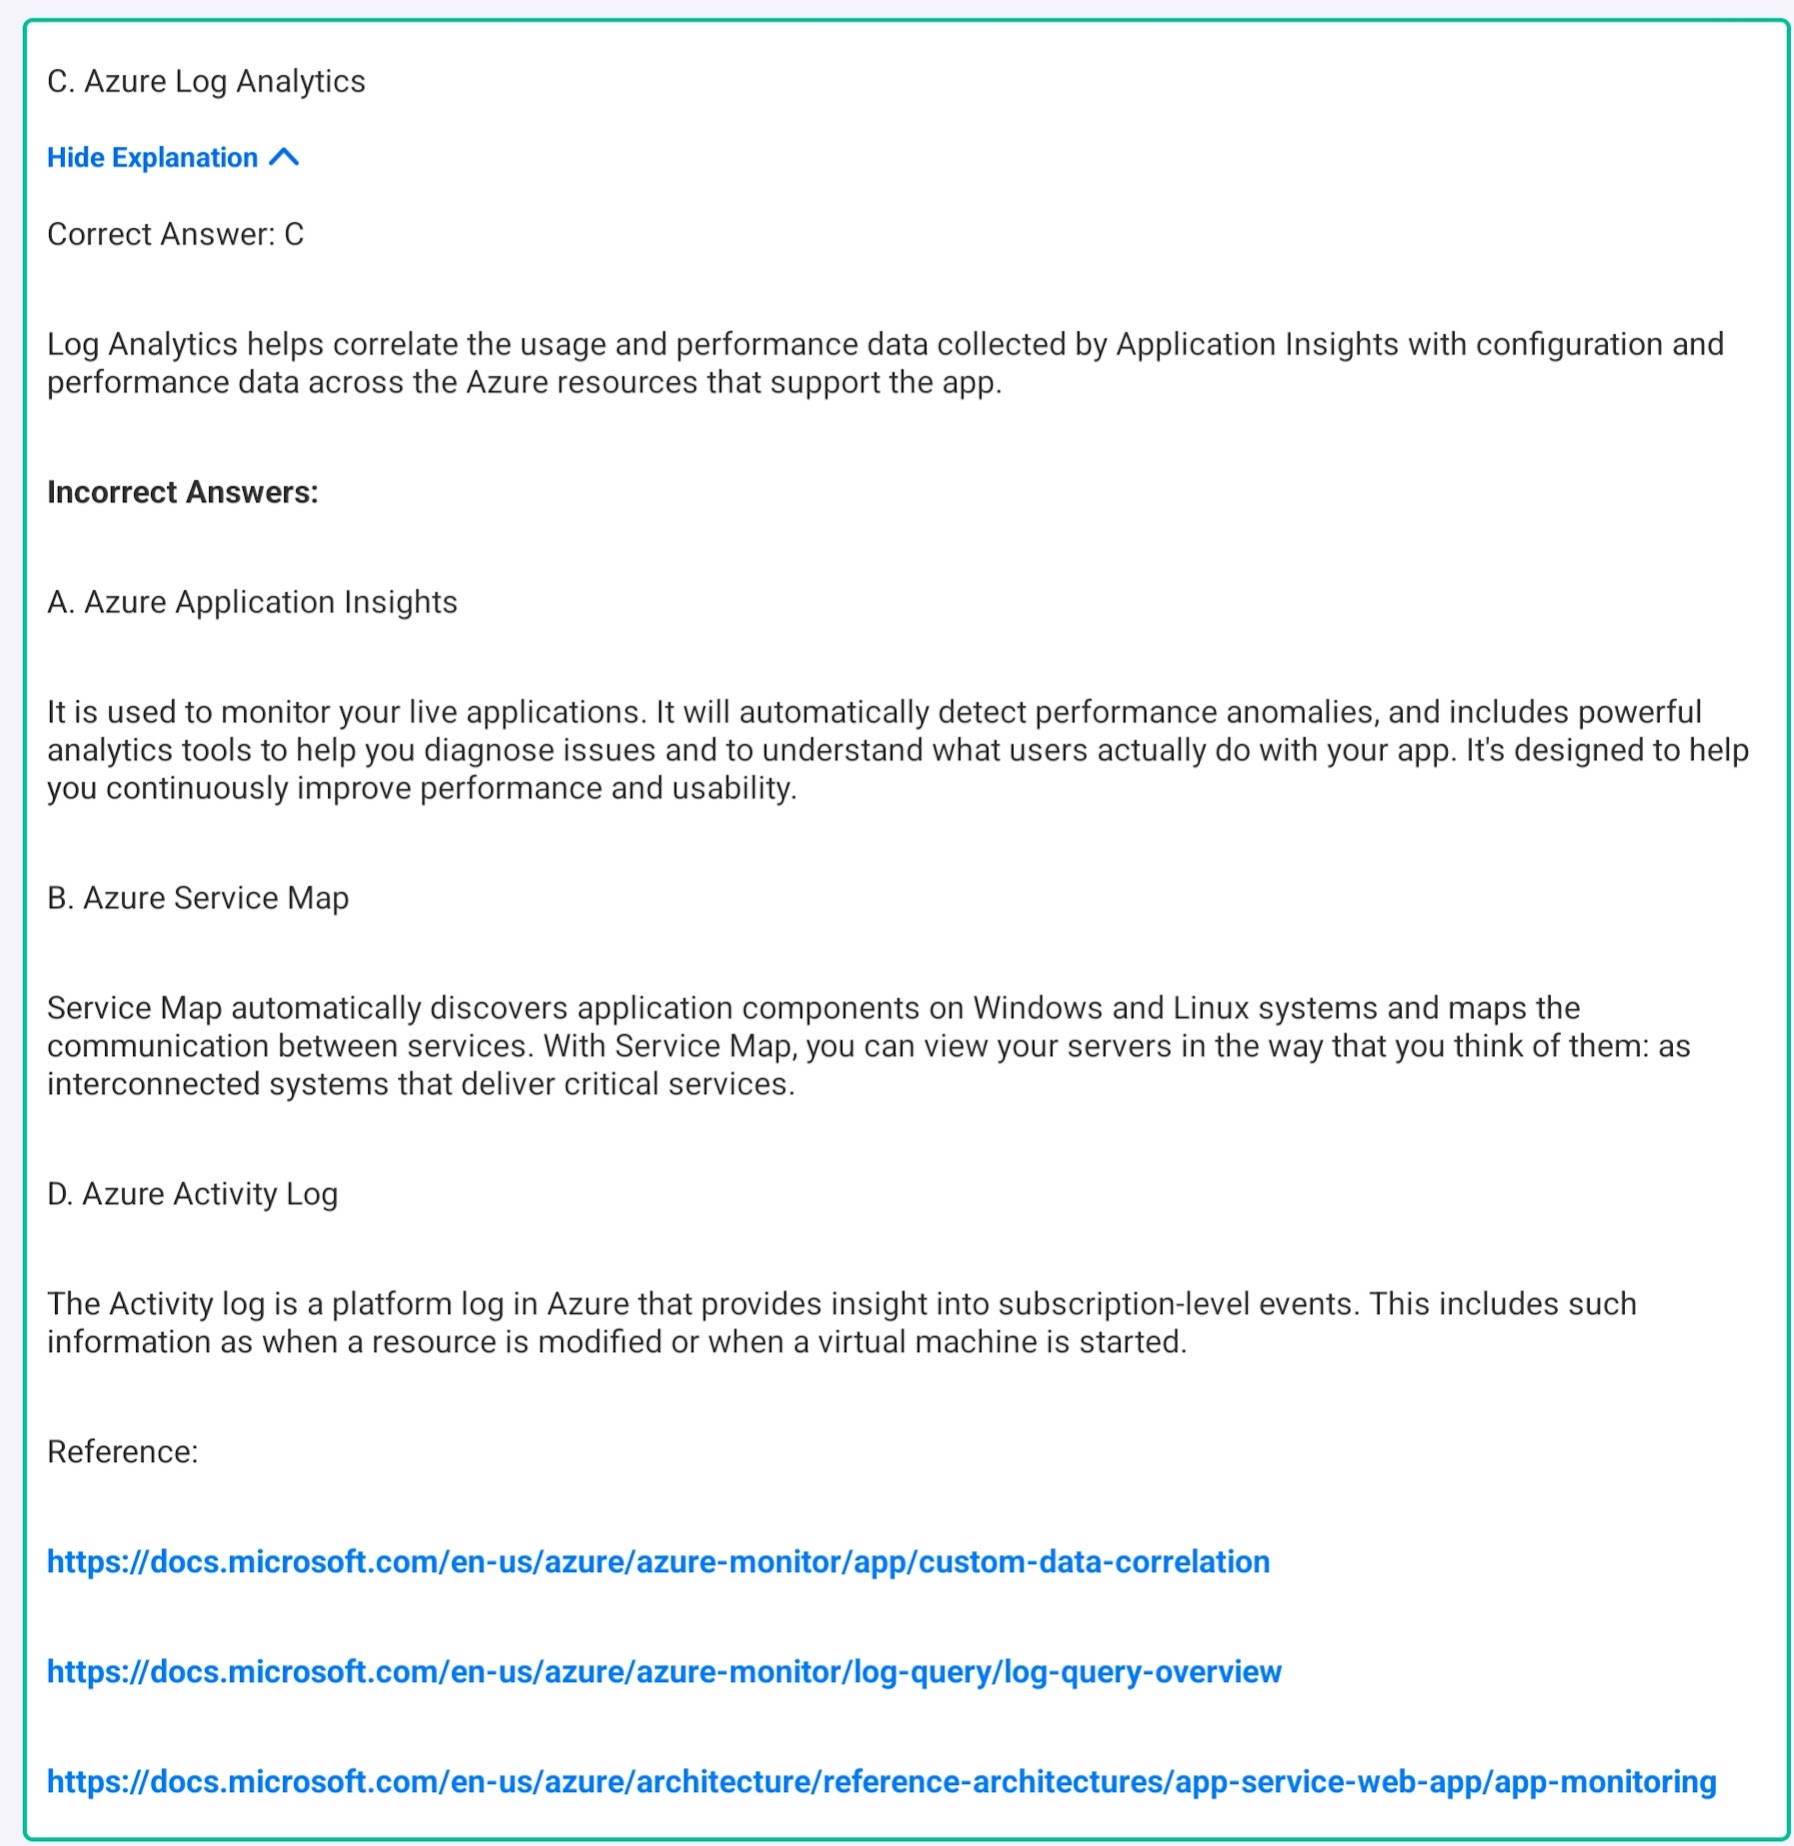 C. Azure Log Analytics
Hide Explanation
Correct Answer: C
Log Analytics helps correlate the usage and performance data collected by Application Insights with configuration and
performance data across the Azure resources that support the app.
Incorrect Answers:
A. Azure Application Insights
It is used to monitor your live applications. It will automatically detect performance anomalies, and includes powerful
analytics tools to help you diagnose issues and to understand what users actually do with your app. It's designed to help
you continuously improve performance and usability.
B. Azure Service Map
Service Map automatically discovers application components on Windows and Linux systems and maps the
communication between services. With Service Map, you can view your servers in the way that you think of them: as
interconnected systems that deliver critical services.
D. Azure Activity Log
The Activity log is a platform log in Azure that provides insight into subscription-level events. This includes such
information as when a resource is modified or when a virtual machine is started.
Reference:
https://docs.microsoft.com/en-us/azure/azure-monitor/app/custom-data-correlation
https://docs.microsoft.com/en-us/azure/azure-monitor/log-query/log-query-overview
https://docs.microsoft.com/en-us/azure/architecture/reference-architectures/app-service-web-app/app-monitoring